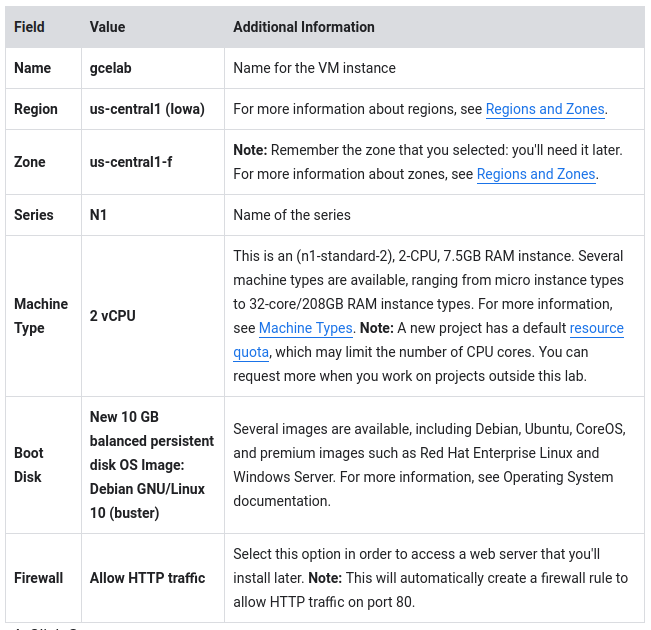 Field Value Additional Information
Name gcelab Name for the VM instance
Region us-central1 (Iowa) For more information about regions, see Regions and Zones.
Zone us-central1-f Note: Remember the zone that you selected: you'll need it later.
For more information about zones, see Regions and Zones.
Series N1 Name of the series
Machine
Type
2 vCPU
This is an (n1-standard-2), 2-CPU, 7.5GB RAM instance. Several
machine types are available, ranging from micro instance types
to 32-core/208GB RAM instance types. For more information,
see Machine Types. Note: A new project has a default resource
quota, which may limit the number of CPU cores. You can
request more when you work on projects outside this lab.
Boot
Disk
New 10 GB
balanced persistent
disk OS Image:
Debian GNU/Linux
10 (buster)
Several images are available, including Debian, Ubuntu, CoreOS,
and premium images such as Red Hat Enterprise Linux and
Windows Server. For more information, see Operating System
documentation.
Firewall
Allow HTTP traffic
Select this option in order to access a web server that you'll
install later. Note: This will automatically create a firewall rule to
allow HTTP traffic on port 80.